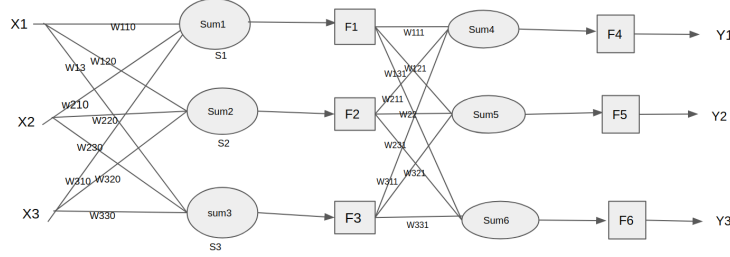 X1
W110
Sum1
S1
F1
W111
Sum4
F4
Y1
W13
W120
W131
W121
X2
W210
W220
Sum2
S2
F2
W211
W22
Sum5
F5
Y2
W230
W231
W310
W320
W311
W321
X3
W330
sum3
S3
F3
W331
Sum6
F6
Y3